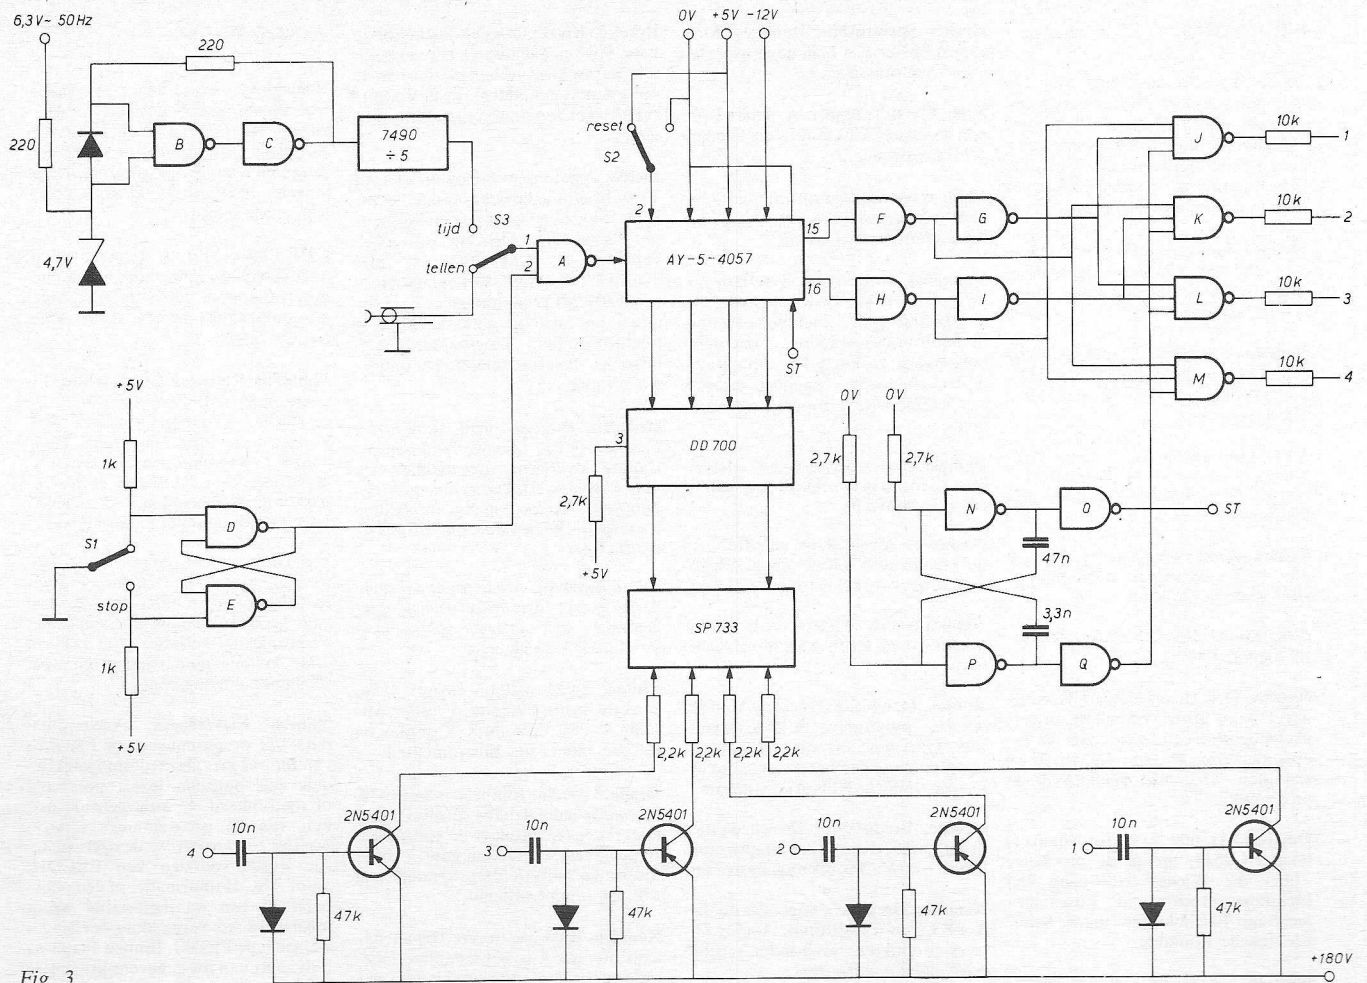 6,3V~ 50Hz
0V +5V -12V
220
220
B
C
7490
÷ 5
reset
S2
2
10k
1
J
10k
2
K
10k
3
L
10k
4
M
4,7V
tijd
S3
tellen
1
2
A
AY-5-4057
15
16
F
G
H
I
ST
+5V
1k
S1
stop
D
E
1k
+5V
3
DD 700
2,7k
+5V
0V
0V
2,7k
2,7k
N
O
ST
47n
3,3n
P
Q
SP 733
2,2k
2,2k
2,2k
2,2k
4
10n
2N5401
47k
3
10n
2N5401
47k
2
10n
2N5401
47k
1
10n
2N5401
47k
+180V
Fig. 3